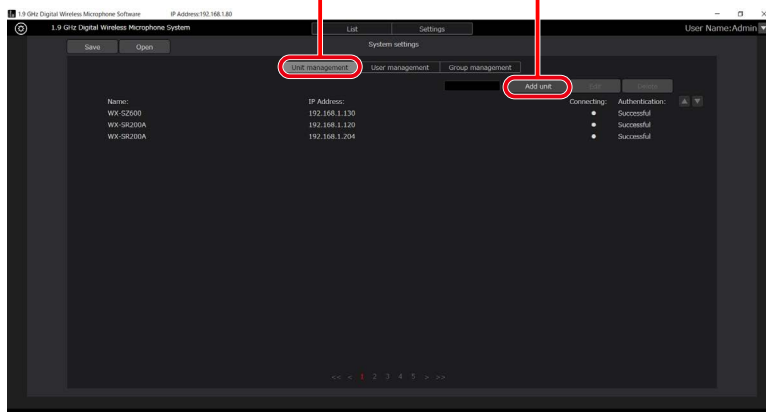 1.9 GHz Digital Wireless Microphone Software IP Address:192.168.1.80
1.9 GHz Digital Wireless Microphone System List Settings User Name:Admin
Save Open System settings
Unit management User management Group management
Add unit Edit Delete
Name: IP Address: Connecting: Authentication:
WX-SZ600 192.168.1.130 Successful
WX-SR200A 192.168.1.120 Successful
WX-SR200A 192.168.1.204 Successful
<< < 1 2 3 4 5 > >>